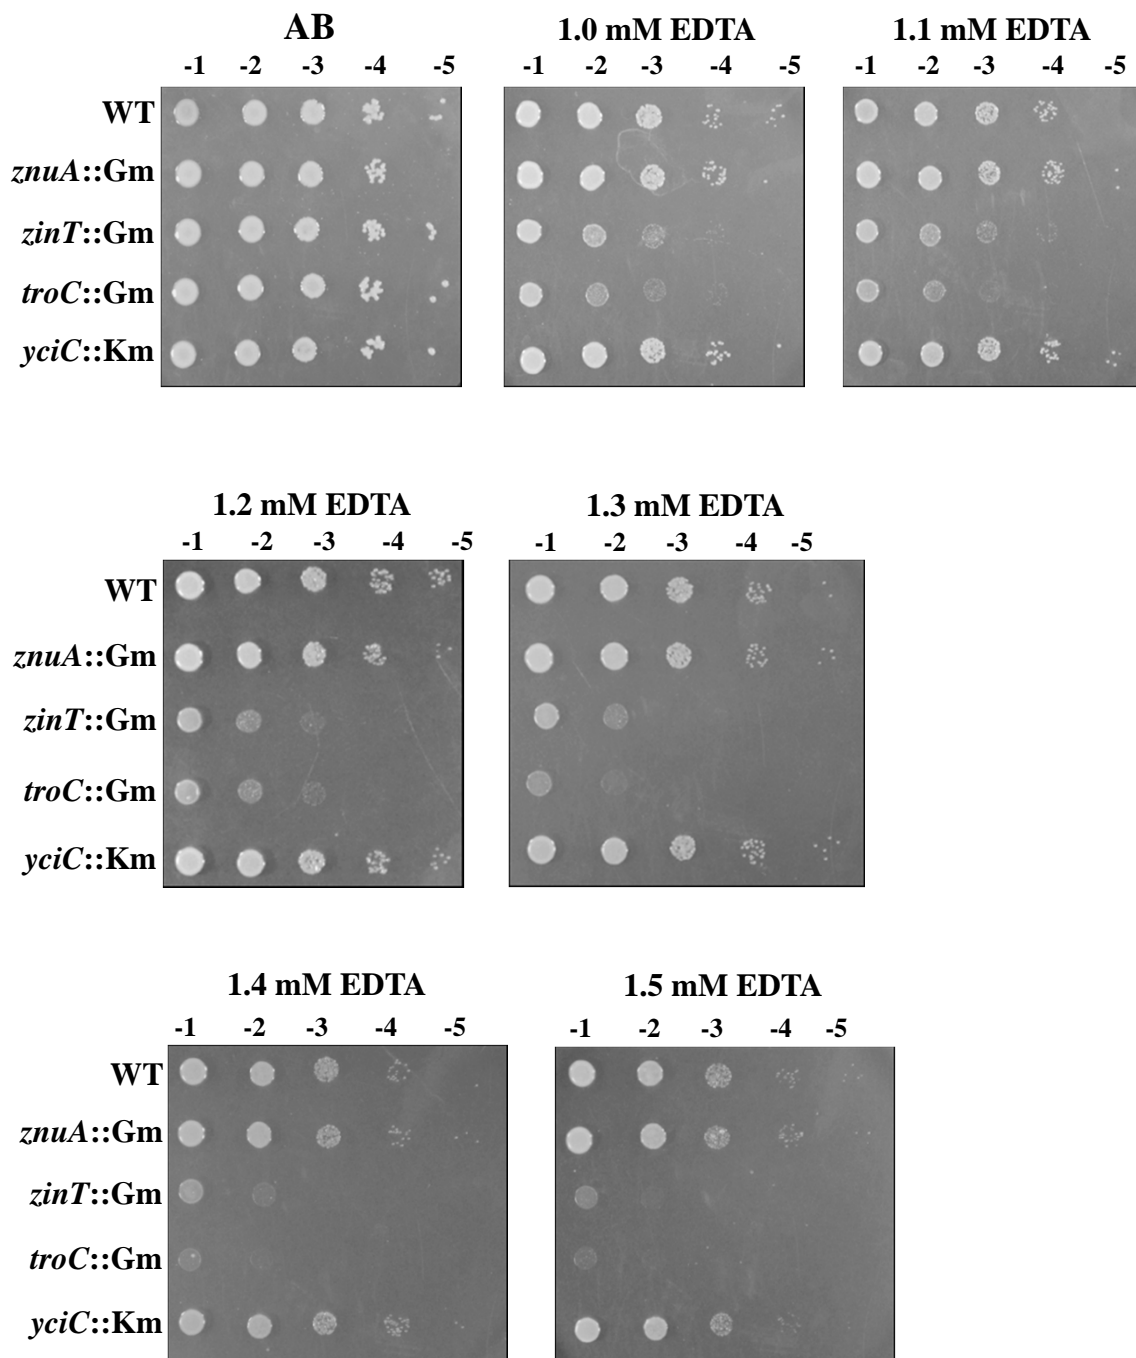 AB 1.0 mM EDTA 1.1 mM EDTA
-1 -2 -3 -4 -5 -1 -2 -3 -4 -5 -1 -2 -3 -4 -5
WT
znuA::Gm
zinT::Gm
troC::Gm
yciC::Km
1.2 mM EDTA 1.3 mM EDTA
-1 -2 -3 -4 -5 -1 -2 -3 -4 -5
WT
znuA::Gm
zinT::Gm
troC::Gm
yciC::Km
1.4 mM EDTA 1.5 mM EDTA
-1 -2 -3 -4 -5 -1 -2 -3 -4 -5
WT
znuA::Gm
zinT::Gm
troC::Gm
yciC::Km